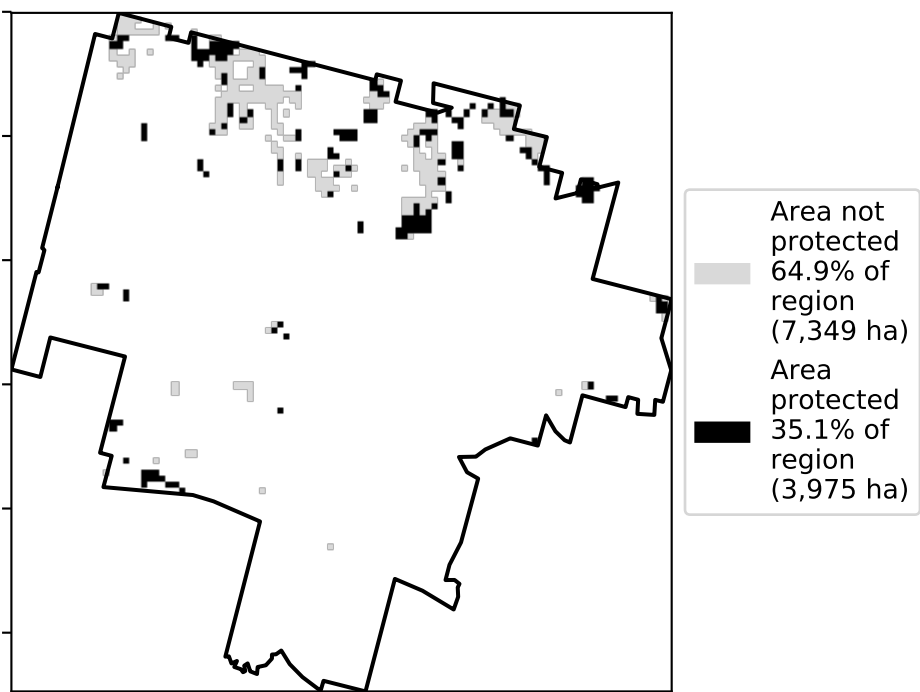 Area not
protected
64.9% of
region
(7,349 ha)
Area
protected
35.1% of
region
(3,975 ha)